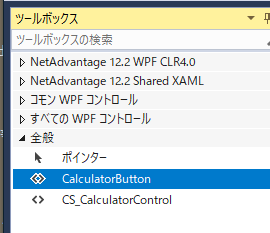 ツールボックス
ツールボックスの検索
NetAdvantage 12.2 WPF CLR4.0
NetAdvantage 12.2 Shared XAML
コモン WPF コントロール
すべての WPF コントロール
全般
ポインター
CalculatorButton
CS_CalculatorControl